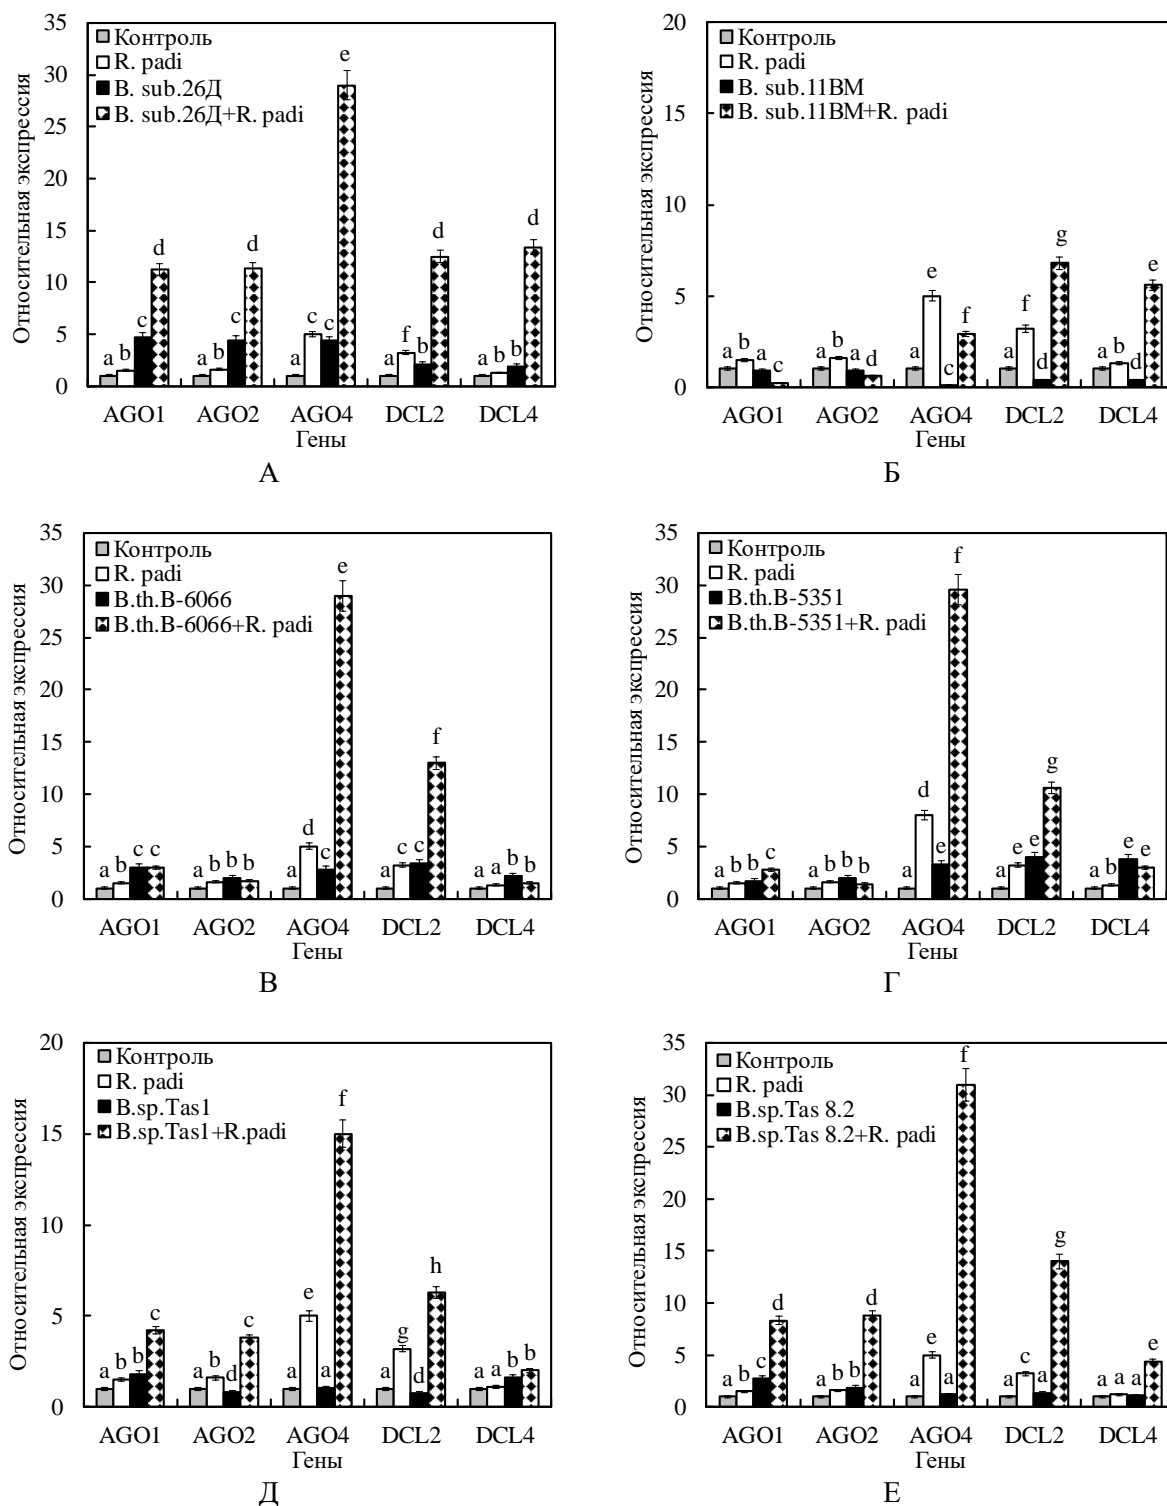 Относительная экспрессия
35
30
25
20
15
10
5
0
Контроль
R. padi
B. sub.26Д
B. sub.26Д+R. padi
a b c d
a b c d
a c c e
a f b d
a b b d
AGO1 AGO2 AGO4 DCL2 DCL4
Гены
А
Относительная экспрессия
20
15
10
5
0
Контроль
R. padi
B. sub.11ВМ
B. sub.11ВМ+R. padi
a b a c
a b a d
a e c f
a f d g
a b d e
AGO1 AGO2 AGO4 DCL2 DCL4
Гены
Б
Относительная экспрессия
35
30
25
20
15
10
5
0
Контроль
R. padi
B.th.B-6066
B.th.B-6066+R. padi
a b c c
a b b b
a d c e
a c c f
a a b b
AGO1 AGO2 AGO4 DCL2 DCL4
Гены
В
Относительная экспрессия
35
30
25
20
15
10
5
0
Контроль
R. padi
B.th.B-5351
B.th.B-5351+R. padi
a b b c
a b b b
a d e f
a e e g
a b e e
AGO1 AGO2 AGO4 DCL2 DCL4
Гены
Г
Относительная экспрессия
20
15
10
5
0
Контроль
R. padi
B.sp.Tas1
B.sp.Tas1+R.padi
a b b c
a b d c
a e a f
a g d h
a a b b
AGO1 AGO2 AGO4 DCL2 DCL4
Гены
Д
Относительная экспрессия
35
30
25
20
15
10
5
0
Контроль
R. padi
B.sp.Tas 8.2
B.sp.Tas 8.2+R. padi
a b c d
a b b d
a e a f
a c a g
a a a e
AGO1 AGO2 AGO4 DCL2 DCL4
Гены
Е